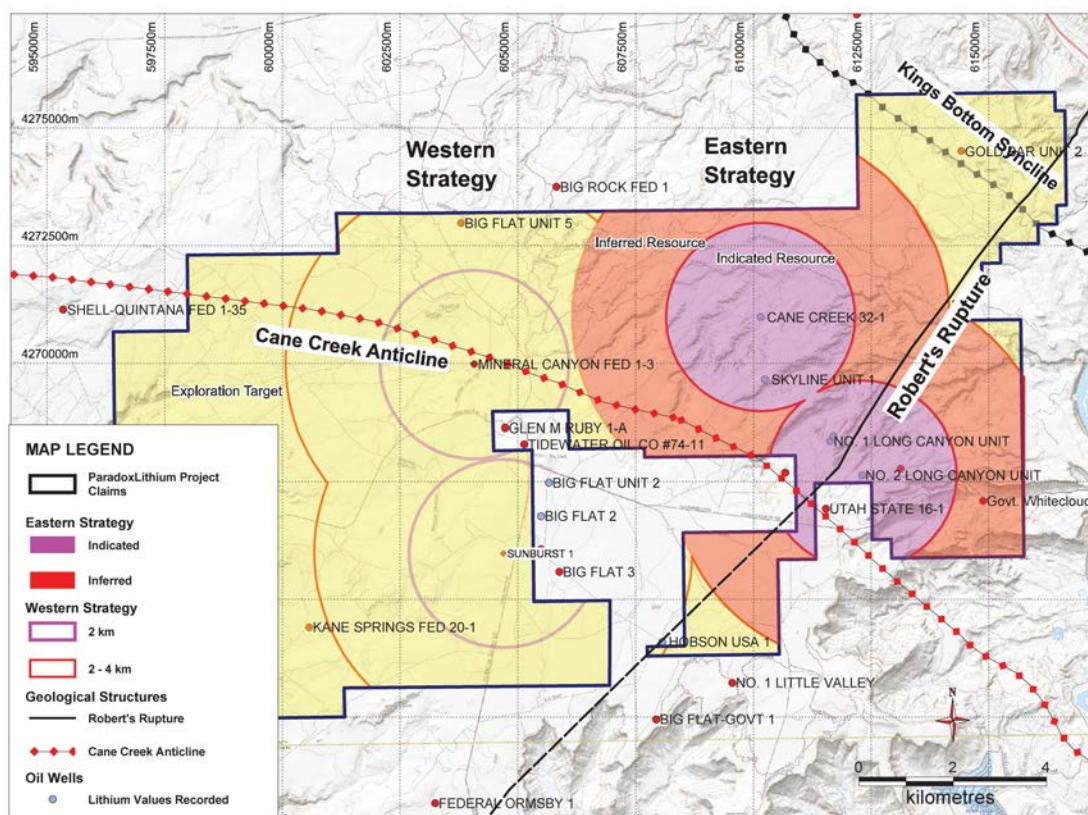 595000m
597500m
600000m
602500m
605000m
607500m
610000m
612500m
615000m
4275000m
4272500m
4270000m
Kings Bottom Syncline
GOLD BAR UNIT 2
Western
Strategy
Eastern
Strategy
BIG ROCK FED 1
BIG FLAT UNIT 5
Inferred Resource
Indicated Resource
SHELL-QUINTANA FED 1-35
CANE CREEK 32-1
Cane Creek Anticline
Robert's Rupture
MINERAL CANYON FED 1-3
SKYLINE UNIT 1
Exploration Target
GLEN M RUBY 1-A
TIDEWATER OIL CO #74-11
NO. 1 LONG CANYON UNIT
NO. 2 LONG CANYON UNIT
BIG FLAT UNIT 2
Govt. Whitecloud
UTAH STATE 16-1
BIG FLAT 2
SUNBURST 1
BIG FLAT 3
KANE SPRINGS FED 20-1
HOBSON USA 1
NO. 1 LITTLE VALLEY
BIG FLAT-GOVT 1
FEDERAL ORMSBY 1
MAP LEGEND
ParadoxLithium Project
Claims
Eastern Strategy
Indicated
Inferred
Western Strategy
2 km
2 - 4 km
Geological Structures
Robert's Rupture
Cane Creek Anticline
Oil Wells
Lithium Values Recorded
N
0 2 4
kilometres